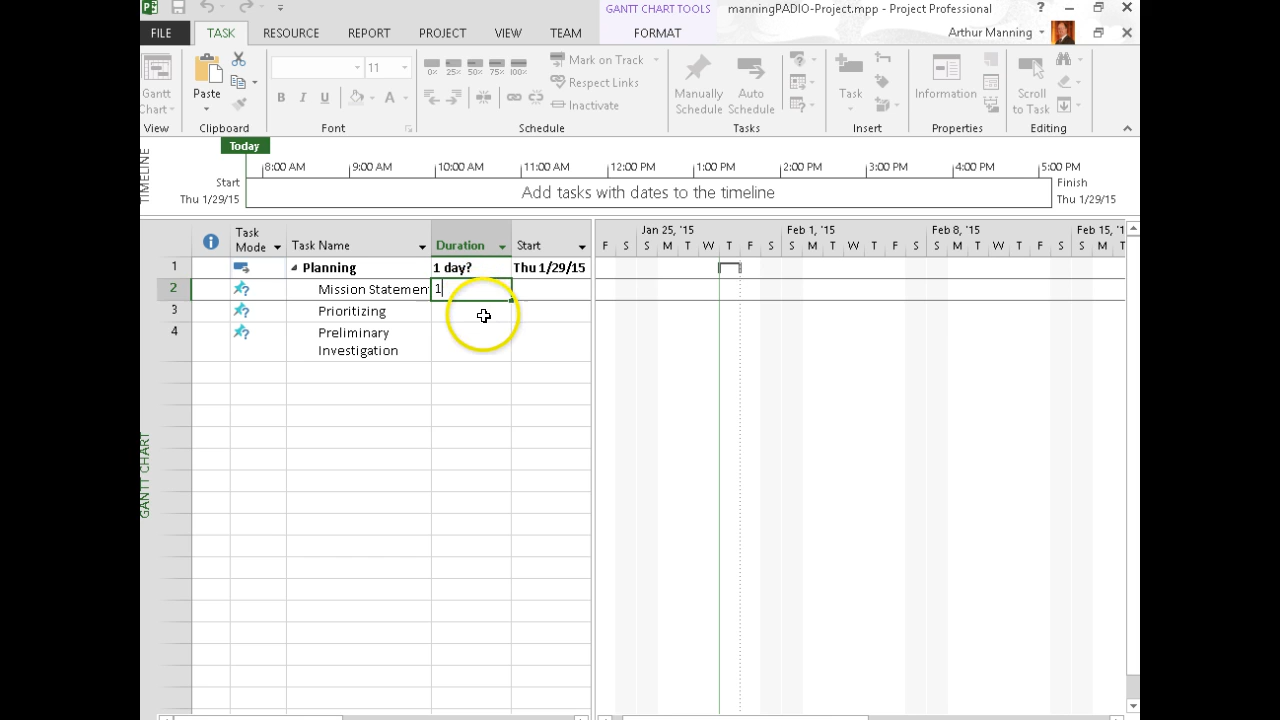 GANTT CHART TOOLS
manningPADIO-Project.mpp - Project Professional
?
FILE
TASK
RESOURCE
REPORT
PROJECT
VIEW
TEAM
FORMAT
Arthur Manning
Gantt
Chart
View
Paste
Clipboard
11
B I U A
Font
0% 25% 50% 75% 100%
Mark on Track
Respect Links
Inactivate
Schedule
Manually
Schedule
Auto
Schedule
Tasks
Task
Insert
Information
Properties
Scroll
to Task
Editing
TIMELINE
Today
8:00 AM 9:00 AM 10:00 AM 11:00 AM 12:00 PM 1:00 PM 2:00 PM 3:00 PM 4:00 PM 5:00 PM
Start
Thu 1/29/15
Add tasks with dates to the timeline
Finish
Thu 1/29/15
GANTT CHART
Task
Mode
Task Name
Duration
Start
Jan 25, '15 Feb 1, '15 Feb 8, '15 Feb 15, '1
F S S M T W T F S S M T W T F S S M T W T F S S M T
1 Planning 1 day? Thu 1/29/15
2 Mission Statemen 1
3 Prioritizing
4 Preliminary
Investigation